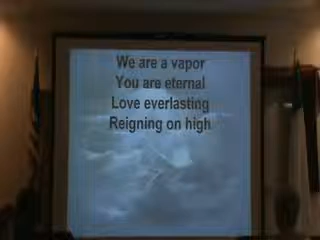 We are a vapor
You are eternal
Love everlasting
Reigning on high